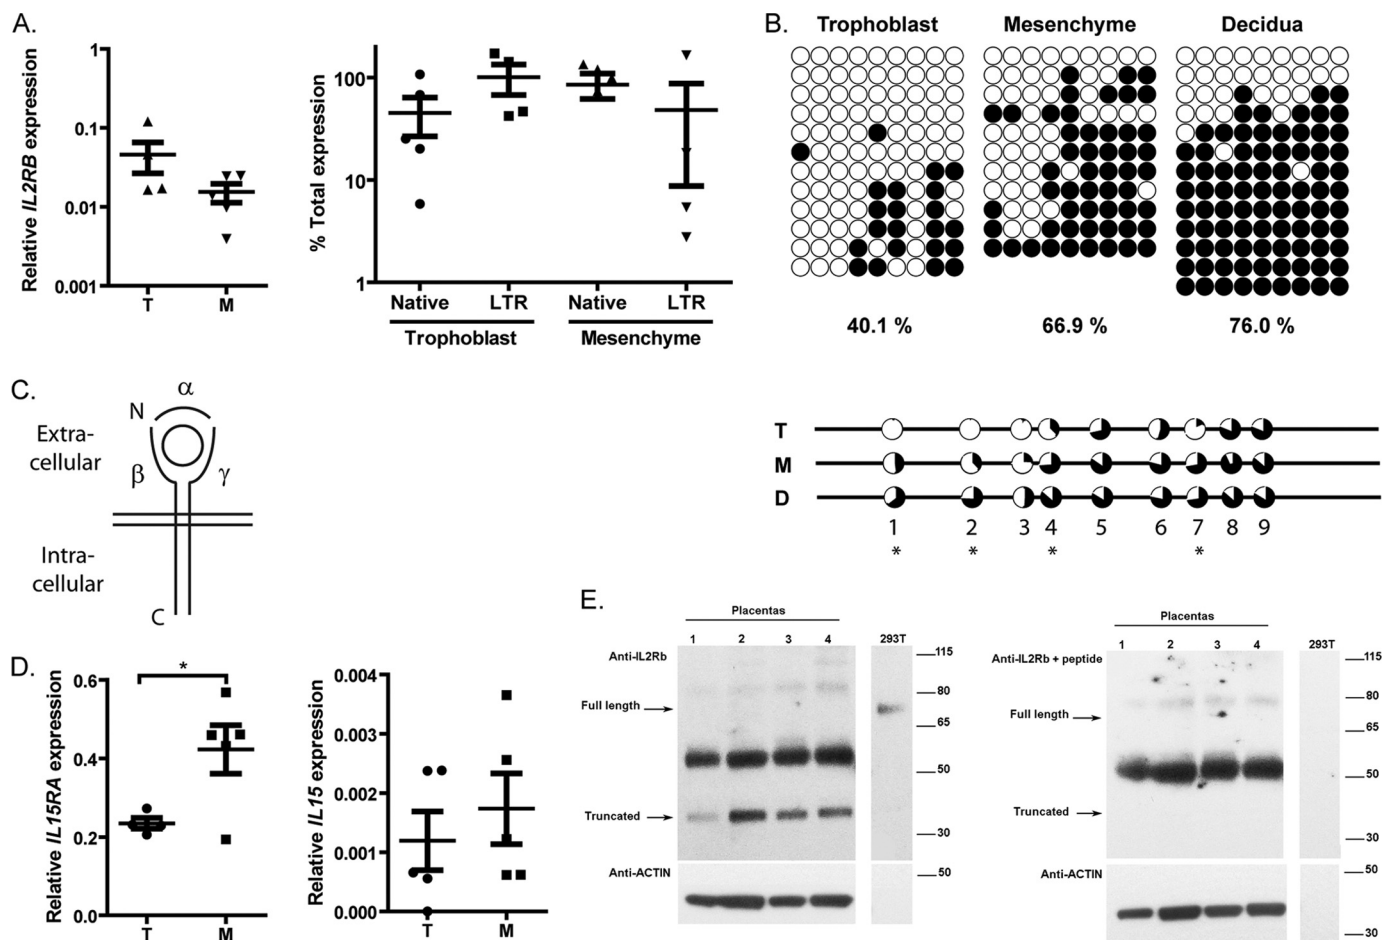 A.
Relative IL2RB expression
1
0.1
0.01
0.001
T M
% Total expression
100
10
1
Native LTR Native LTR
Trophoblast Mesenchyme
B.
Trophoblast Mesenchyme Decidua
40.1 % 66.9 % 76.0 %
T
M
D
1 2 3 4 5 6 7 8 9
* * * *
C.
α
N
Extra-
cellular
β γ
Intra-
cellular
C
D.
Relative IL15RA expression
0.6
0.4
0.2
0.0
*
T M
Relative IL15 expression
0.004
0.003
0.002
0.001
0.000
T M
E.
Placentas
1 2 3 4 293T
Anti-IL2Rb
Full length
Truncated
Anti-ACTIN
115
80
65
50
30
50
Placentas
1 2 3 4 293T
Anti-IL2Rb + peptide
Full length
Truncated
Anti-ACTIN
115
80
65
50
30
50
30